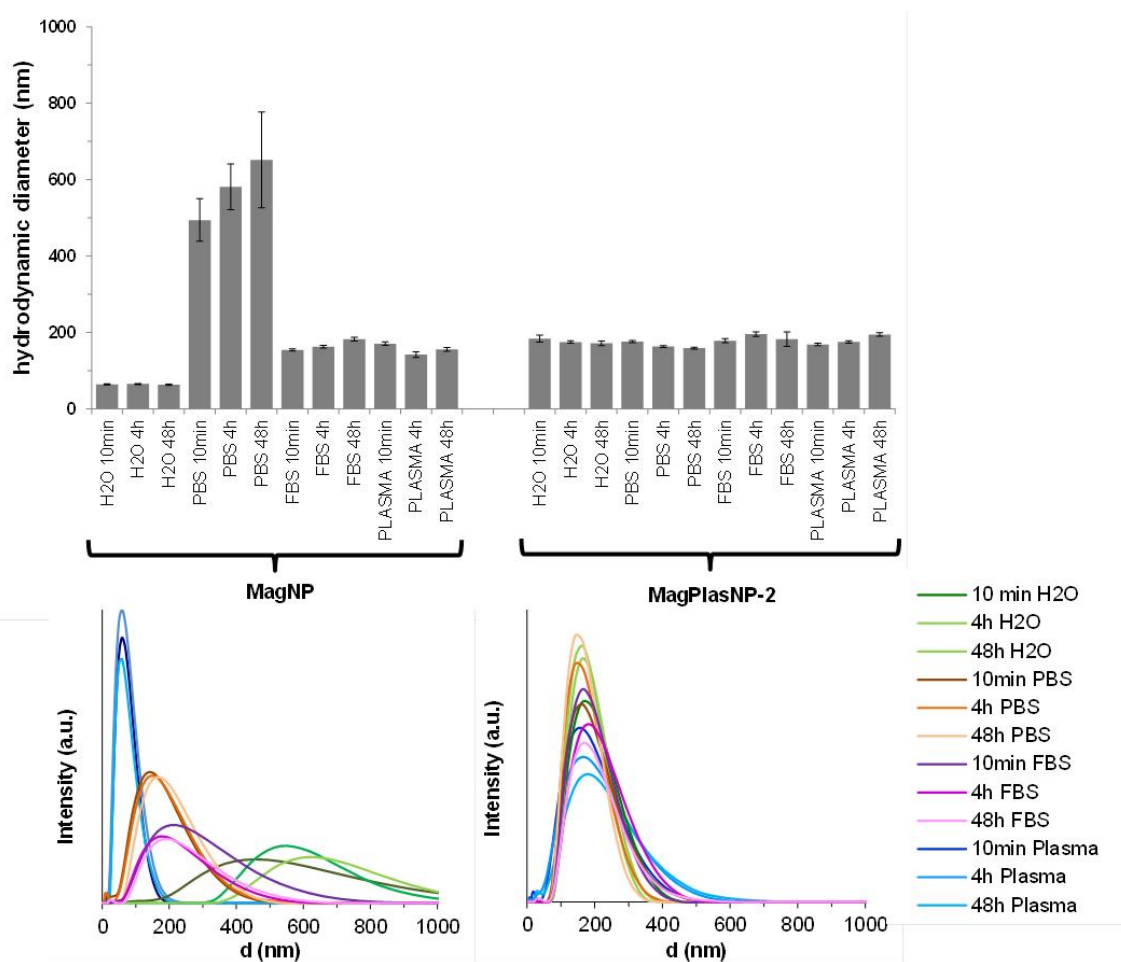 hydrodynamic diameter (nm)
1000
800
600
400
200
0
H2O 10min
H2O 4h
H2O 48h
PBS 10min
PBS 4h
PBS 48h
FBS 10min
FBS 4h
FBS 48h
PLASMA 10min
PLASMA 4h
PLASMA 48h
H2O 10min
H2O 4h
H2O 48h
PBS 10min
PBS 4h
PBS 48h
FBS 10min
FBS 4h
FBS 48h
PLASMA 10min
PLASMA 4h
PLASMA 48h
MagNP
MagPlasNP-2
Intensity (a.u.)
0 200 400 600 800 1000
d (nm)
Intensity (a.u.)
0 200 400 600 800 1000
d (nm)
10 min H2O
4h H2O
48h H2O
10min PBS
4h PBS
48h PBS
10min FBS
4h FBS
48h FBS
10min Plasma
4h Plasma
48h Plasma